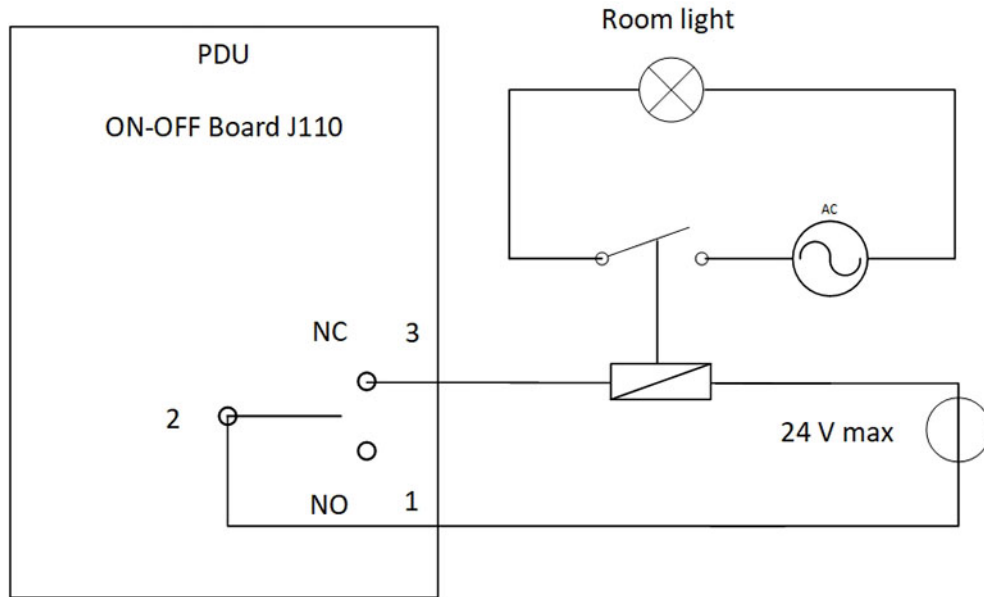 Room light
PDU
ON-OFF Board J110
AC
NC 3
2
24 V max
NO 1